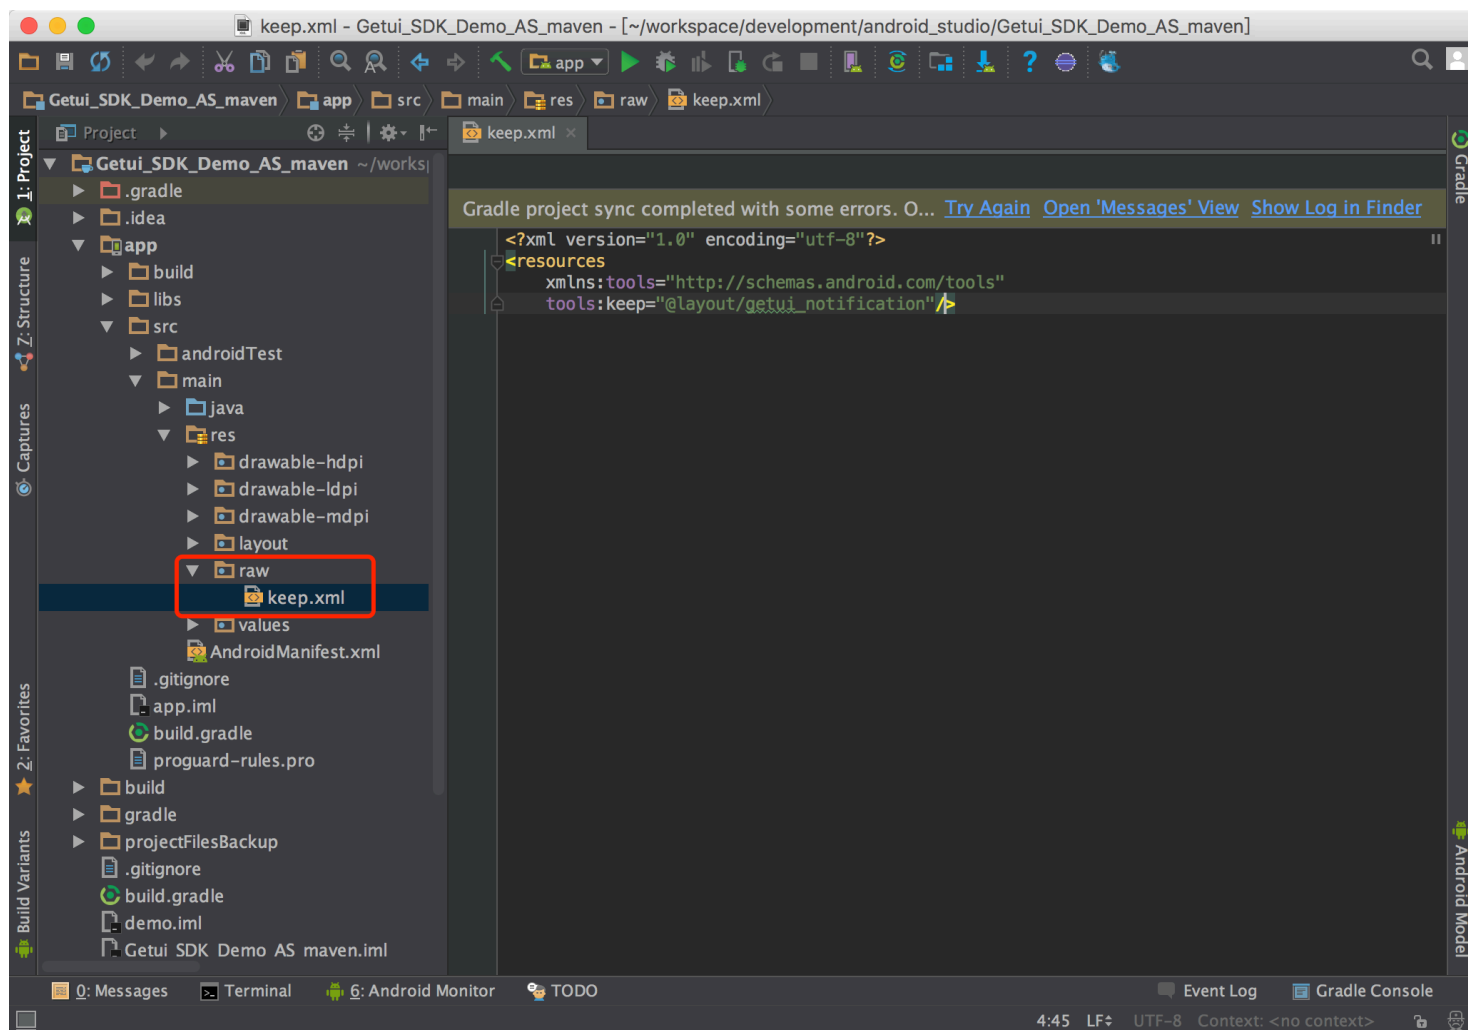 keep.xml - Getui_SDK_Demo_AS_maven - [~/workspace/development/android_studio/Getui_SDK_Demo_AS_maven]
app
Getui_SDK_Demo_AS_maven app src main res raw keep.xml
1: Project
Z: Structure
Captures
2: Favorites
Build Variants
Project
Getui_SDK_Demo_AS_maven ~/works
.gradle
.idea
app
build
libs
src
androidTest
main
java
res
drawable-hdpi
drawable-ldpi
drawable-mdpi
layout
raw
keep.xml
values
AndroidManifest.xml
.gitignore
app.iml
build.gradle
proguard-rules.pro
build
gradle
projectFilesBackup
.gitignore
build.gradle
demo.iml
Getui_SDK_Demo_AS_maven.iml
keep.xml
Gradle project sync completed with some errors. O... Try Again Open 'Messages' View Show Log in Finder
<?xml version="1.0" encoding="utf-8"?>
<resources
xmlns:tools="http://schemas.android.com/tools"
tools:keep="@layout/getui_notification"/>
Gradle
Android Model
0: Messages Terminal 6: Android Monitor TODO Event Log Gradle Console
4:45 LF UTF-8 Context: <no context>